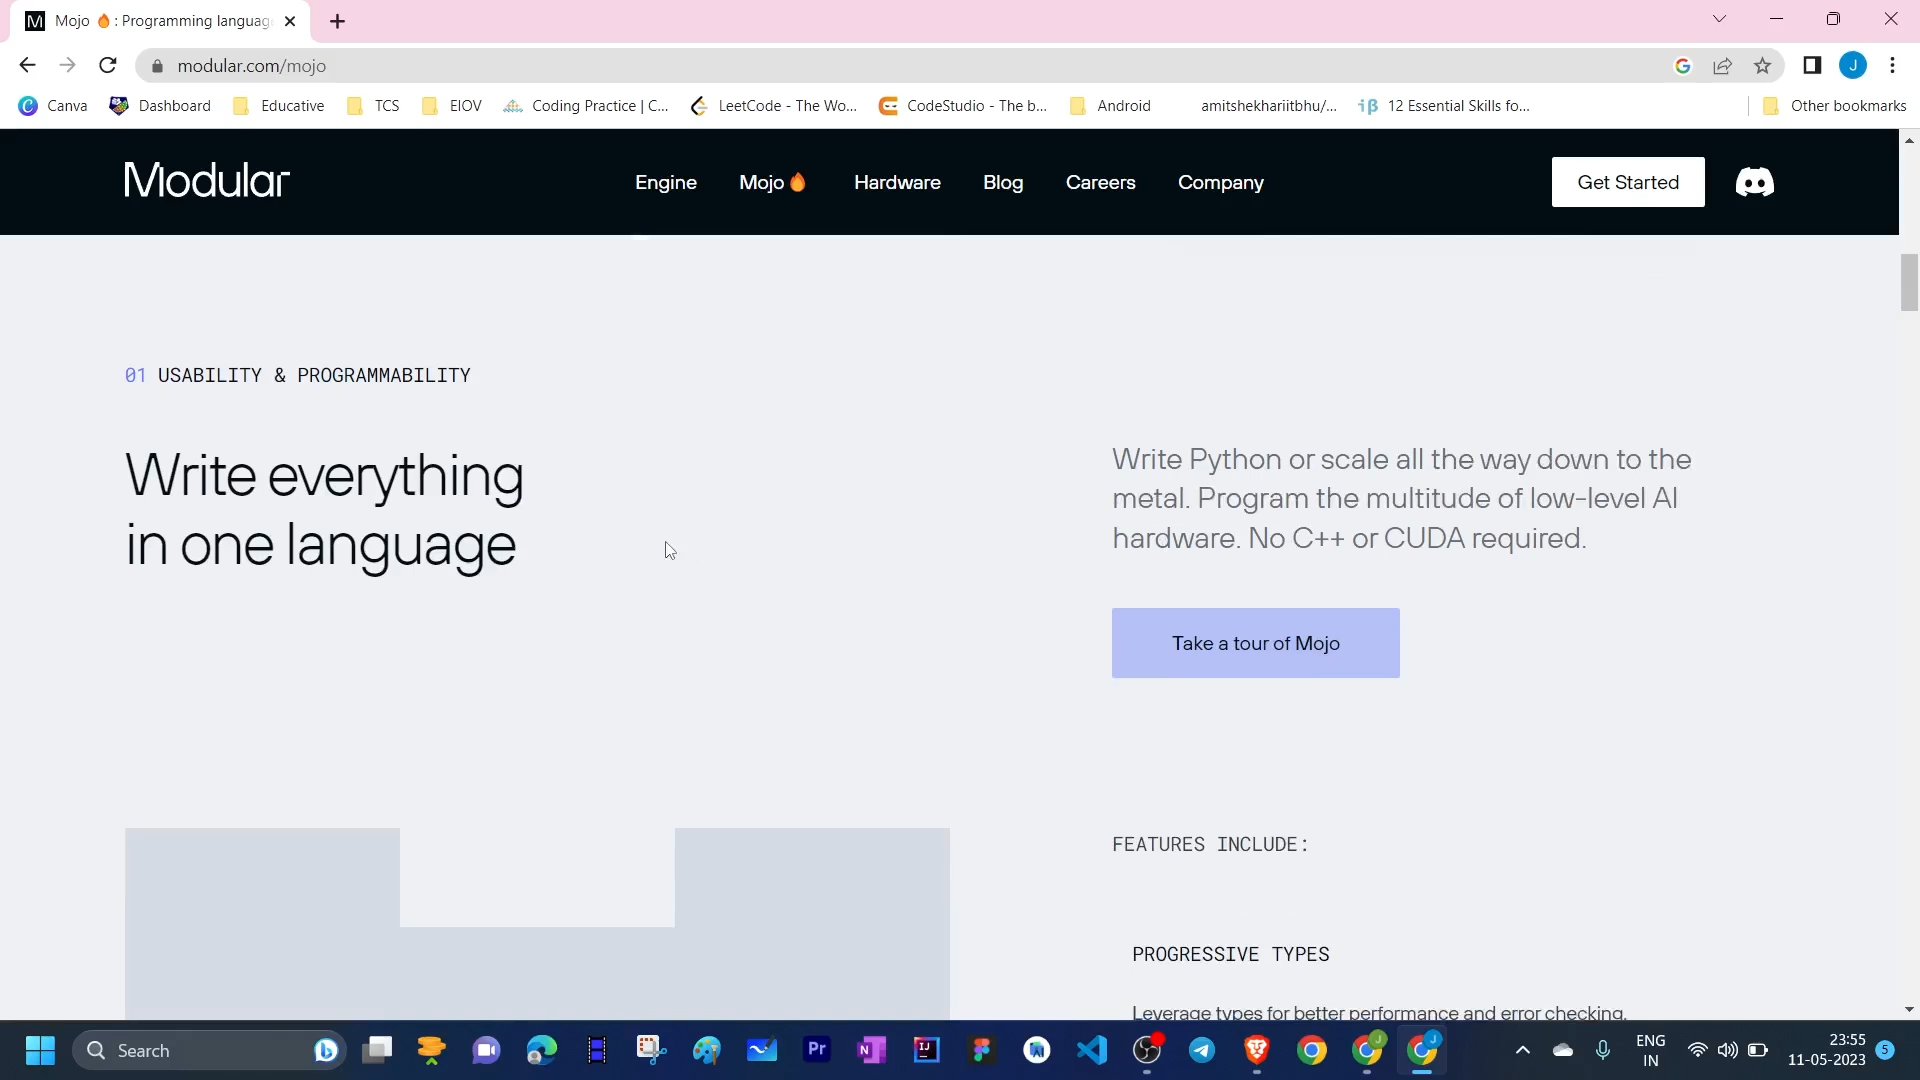 Mojo 🔥: Programming languag
modular.com/mojo
J
Canva
Dashboard
Educative
TCS
EIOV
Coding Practice | C...
LeetCode - The Wo...
CodeStudio - The b...
Android
amitshekhariitbhu/...
12 Essential Skills fo...
Other bookmarks
Modular
Engine
Mojo🔥
Hardware
Blog
Careers
Company
Get Started
01 USABILITY & PROGRAMMABILITY
Write everything
in one language
Write Python or scale all the way down to the
metal. Program the multitude of low-level AI
hardware. No C++ or CUDA required.
Take a tour of Mojo
FEATURES INCLUDE:
PROGRESSIVE TYPES
Leverage types for better performance and error checking.
Search
Pr
N
IJ
J
J
ENG
IN
23:55
11-05-2023
5